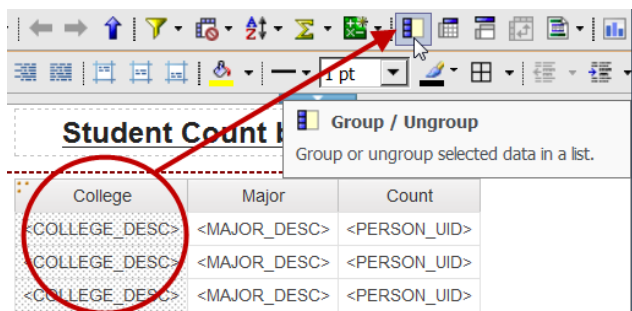 1 pt
Group / Ungroup
Student Count
Group or ungroup selected data in a list.
College Major Count
<COLLEGE_DESC> <MAJOR_DESC> <PERSON_UID>
<COLLEGE_DESC> <MAJOR_DESC> <PERSON_UID>
<COLLEGE_DESC> <MAJOR_DESC> <PERSON_UID>